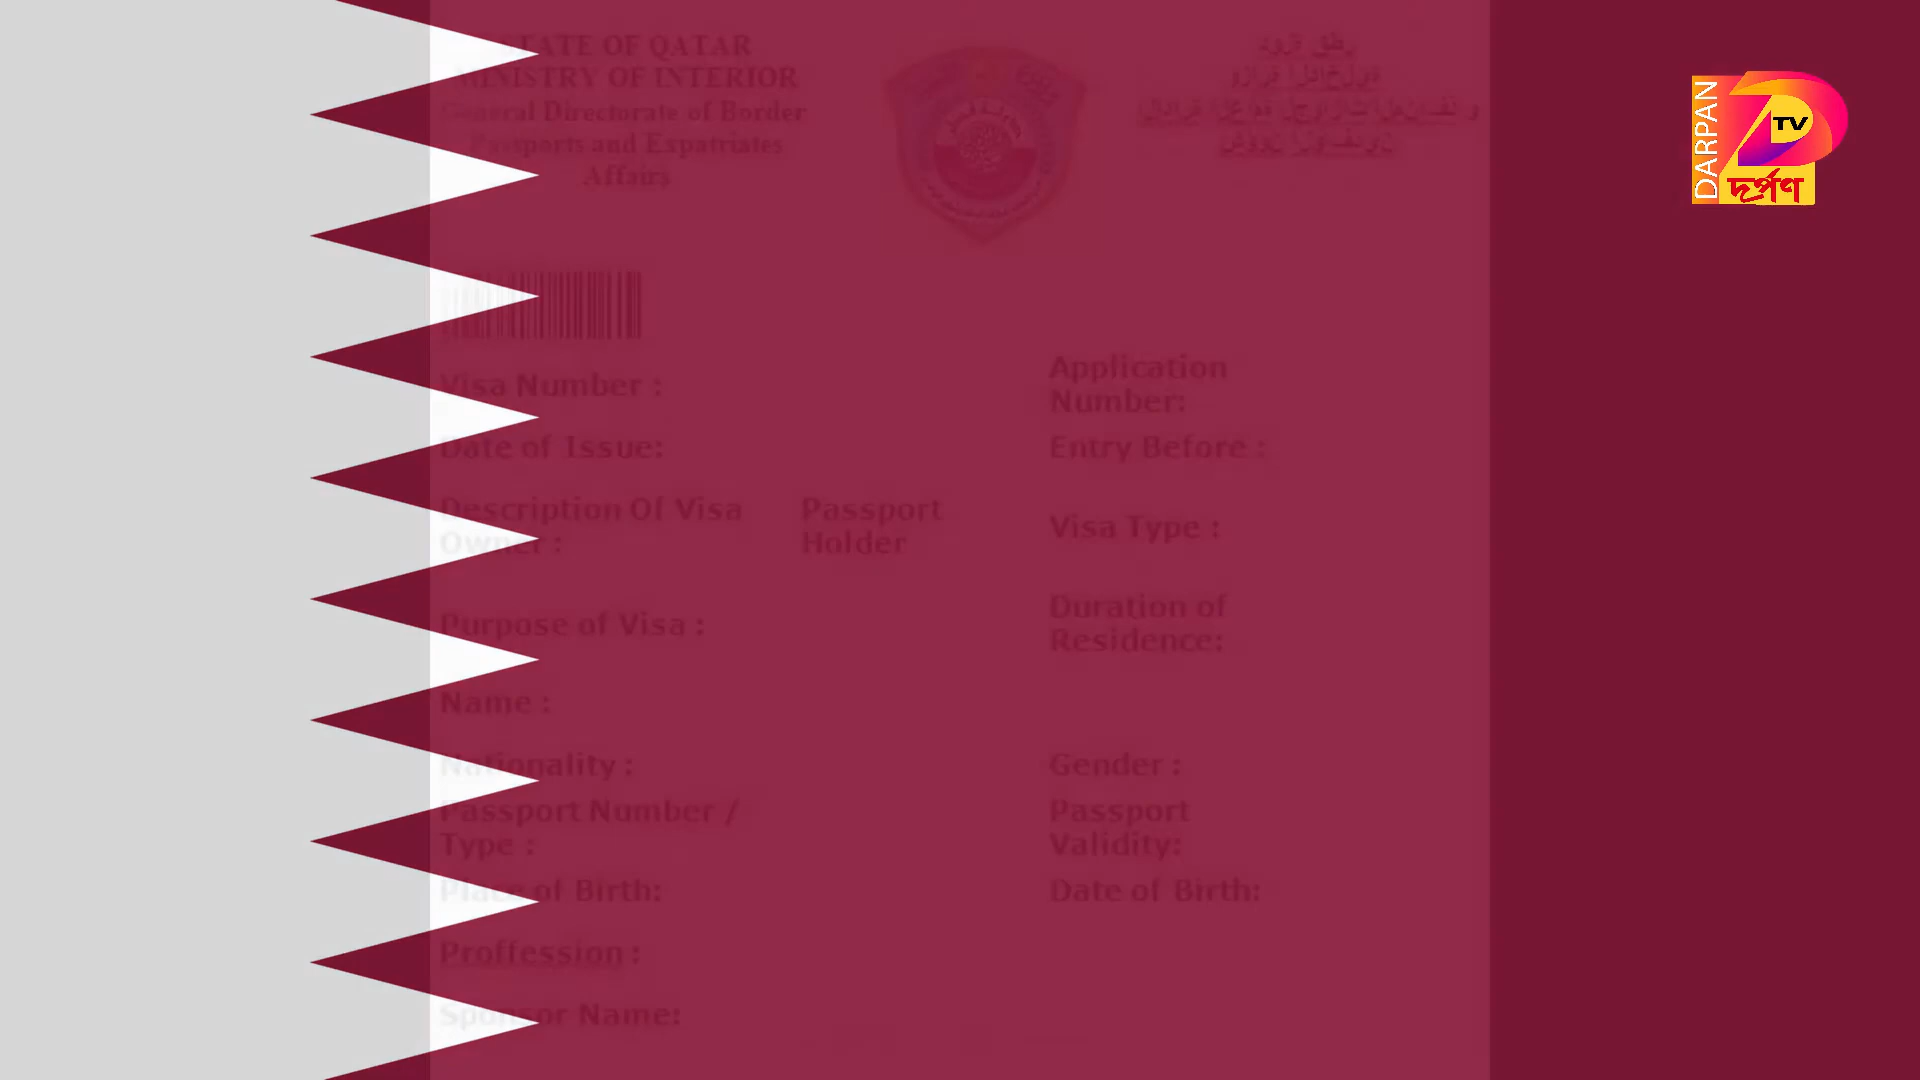 STATE OF QATAR
MINISTRY OF INTERIOR
General Directorate of Border
Passports and Expatriates
Affairs
DARPAN
TV
দর্পণ
Visa Number :
Application
Number:
Date of Issue:
Entry Before :
Description Of Visa
Owner :
Passport
Holder
Visa Type :
Purpose of Visa :
Duration of
Residence:
Name :
Nationality :
Gender :
Passport Number /
Type :
Passport
Validity:
Place of Birth:
Date of Birth:
Proffession :
Sponsor Name: